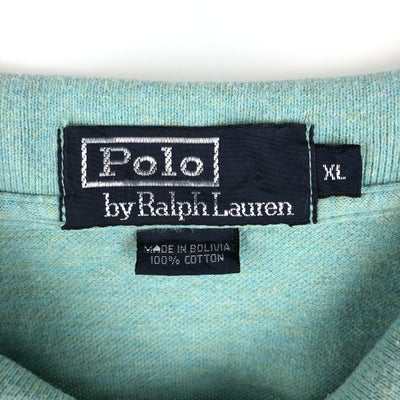 Polo
by Ralph Lauren
XL
MADE IN BOLIVIA
100% COTTON